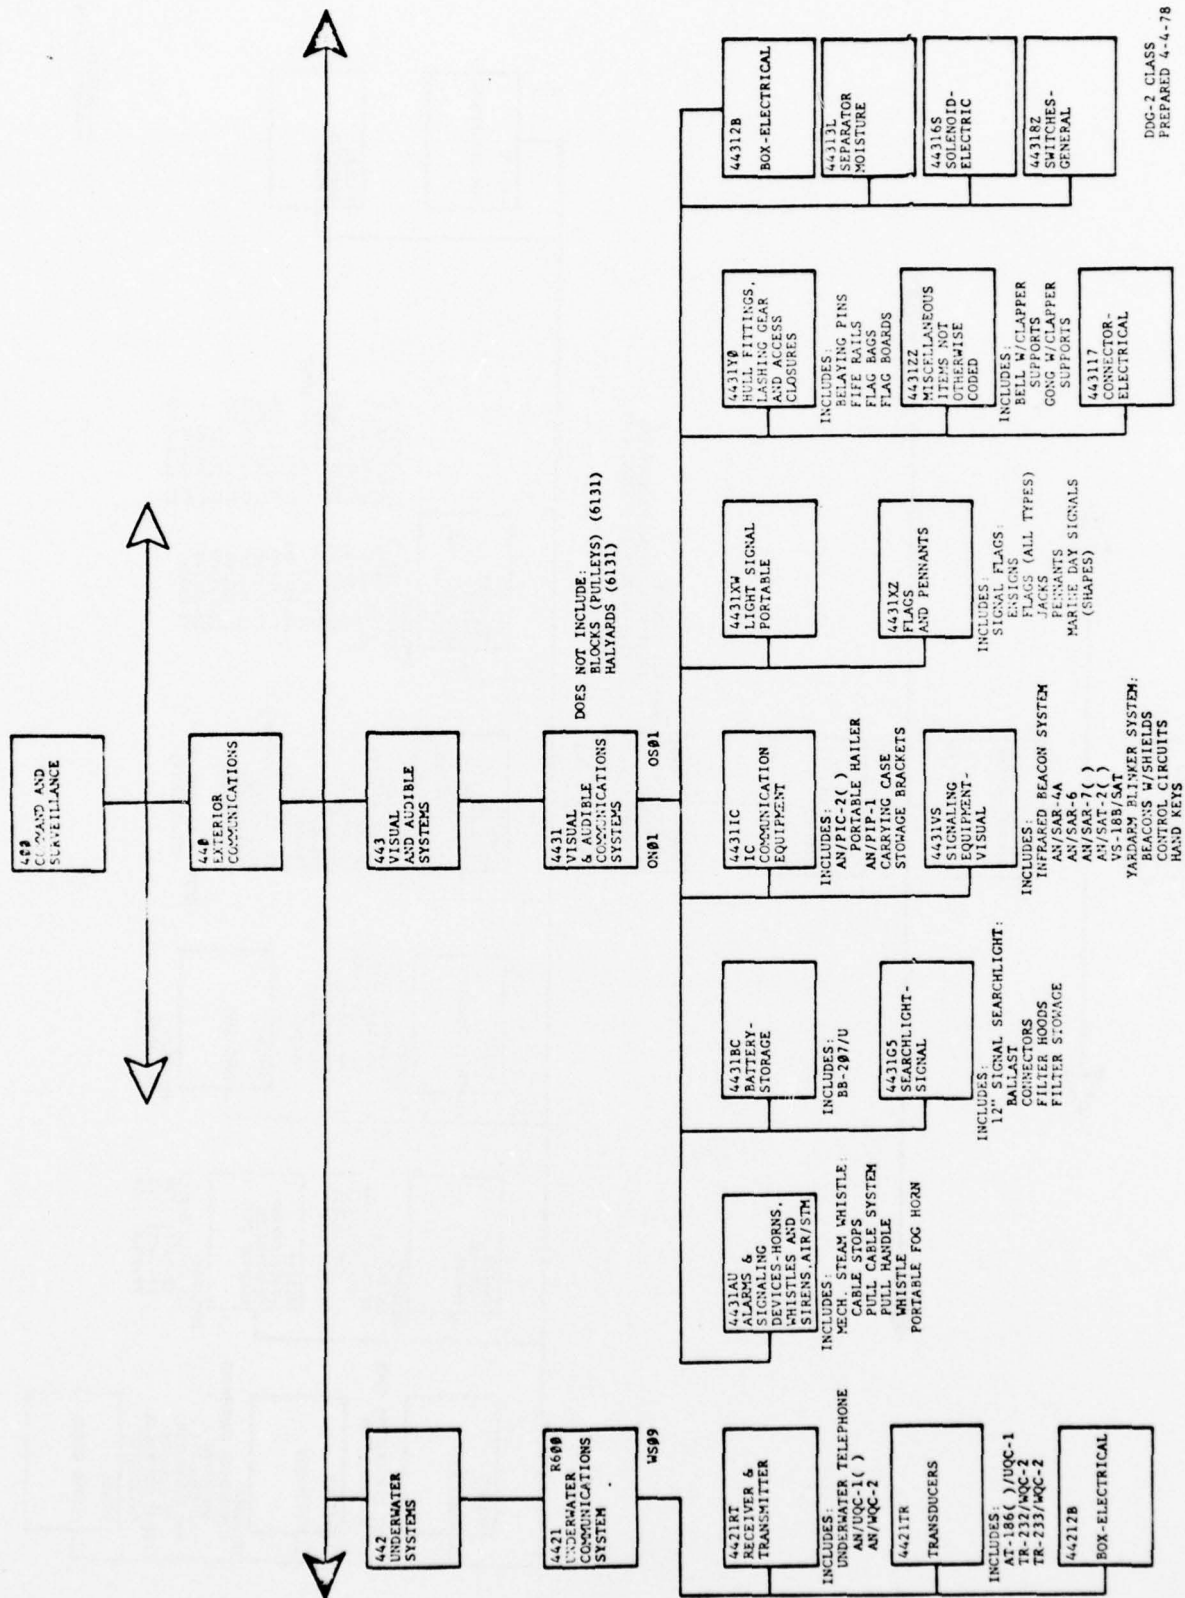 400
COMMAND AND
SURVEILLANCE
440
EXTERIOR
COMMUNICATIONS
442
UNDERWATER
SYSTEMS
4421 R600
UNDERWATER
COMMUNICATIONS
SYSTEM
WS09
4421RT
RECEIVER &
TRANSMITTER
INCLUDES:
UNDERWATER TELEPHONE
AN/UQC-1( )
AN/WQC-2
4421TR
TRANSDUCERS
INCLUDES:
AT-186( )/UQC-1
TR-232/WQC-2
TR-233/WQC-2
44212B
BOX-ELECTRICAL
443
VISUAL
AND AUDIBLE
SYSTEMS
4431
VISUAL
& AUDIBLE
COMMUNICATIONS
SYSTEMS
ON01 OS01
DOES NOT INCLUDE:
BLOCKS (PULLEYS) (6131)
HALYARDS (6131)
4431AU
ALARMS &
SIGNALING
DEVICES-HORNS,
WHISTLES AND
SIRENS,AIR/STM
INCLUDES:
MECH. STEAM WHISTLE:
CABLE STOPS
PULL CABLE SYSTEM
PULL HANDLE
WHISTLE
PORTABLE FOG HORN
4431BC
BATTERY-
STORAGE
INCLUDES:
BB-207/U
4431G5
SEARCHLIGHT-
SIGNAL
INCLUDES:
12" SIGNAL SEARCHLIGHT:
BALLAST
CONNECTORS
FILTER HOODS
FILTER STOWAGE
4431IC
IC
COMMUNICATION
EQUIPMENT
INCLUDES:
AN/PIC-2( )
PORTABLE HAILER
AN/PIP-1
CARRYING CASE
STOWAGE BRACKETS
4431VS
SIGNALING
EQUIPMENT-
VISUAL
INCLUDES:
INFRARED BEACON SYSTEM
AN/SAR-4A
AN/SAR-6
AN/SAR-7( )
AN/SAT-2( )
VS-18B/SAT
YARDARM BLINKER SYSTEM:
BEACONS W/SHIELDS
CONTROL CIRCUITS
HAND KEYS
4431XW
LIGHT SIGNAL
PORTABLE
4431XZ
FLAGS
AND PENNANTS
INCLUDES:
SIGNAL FLAGS:
ENSIGNS
FLAGS (ALL TYPES)
JACKS
PENNANTS
MARINE DAY SIGNALS
(SHAPES)
4431Y0
HULL FITTINGS,
LASHING GEAR
AND ACCESS
CLOSURES
INCLUDES:
BELAYING PINS
FIFE RAILS
FLAG BAGS
FLAG BOARDS
4431ZZ
MISCELLANEOUS
ITEMS NOT
OTHERWISE
CODED
INCLUDES:
BELL W/CLAPPER
SUPPORTS
GONG W/CLAPPER
SUPPORTS
443117
CONNECTOR-
ELECTRICAL
44312B
BOX-ELECTRICAL
44313L
SEPARATOR
MOISTURE
44316S
SOLENOID-
ELECTRIC
44318Z
SWITCHES-
GENERAL
DDG-2 CLASS
PREPARED 4-4-78